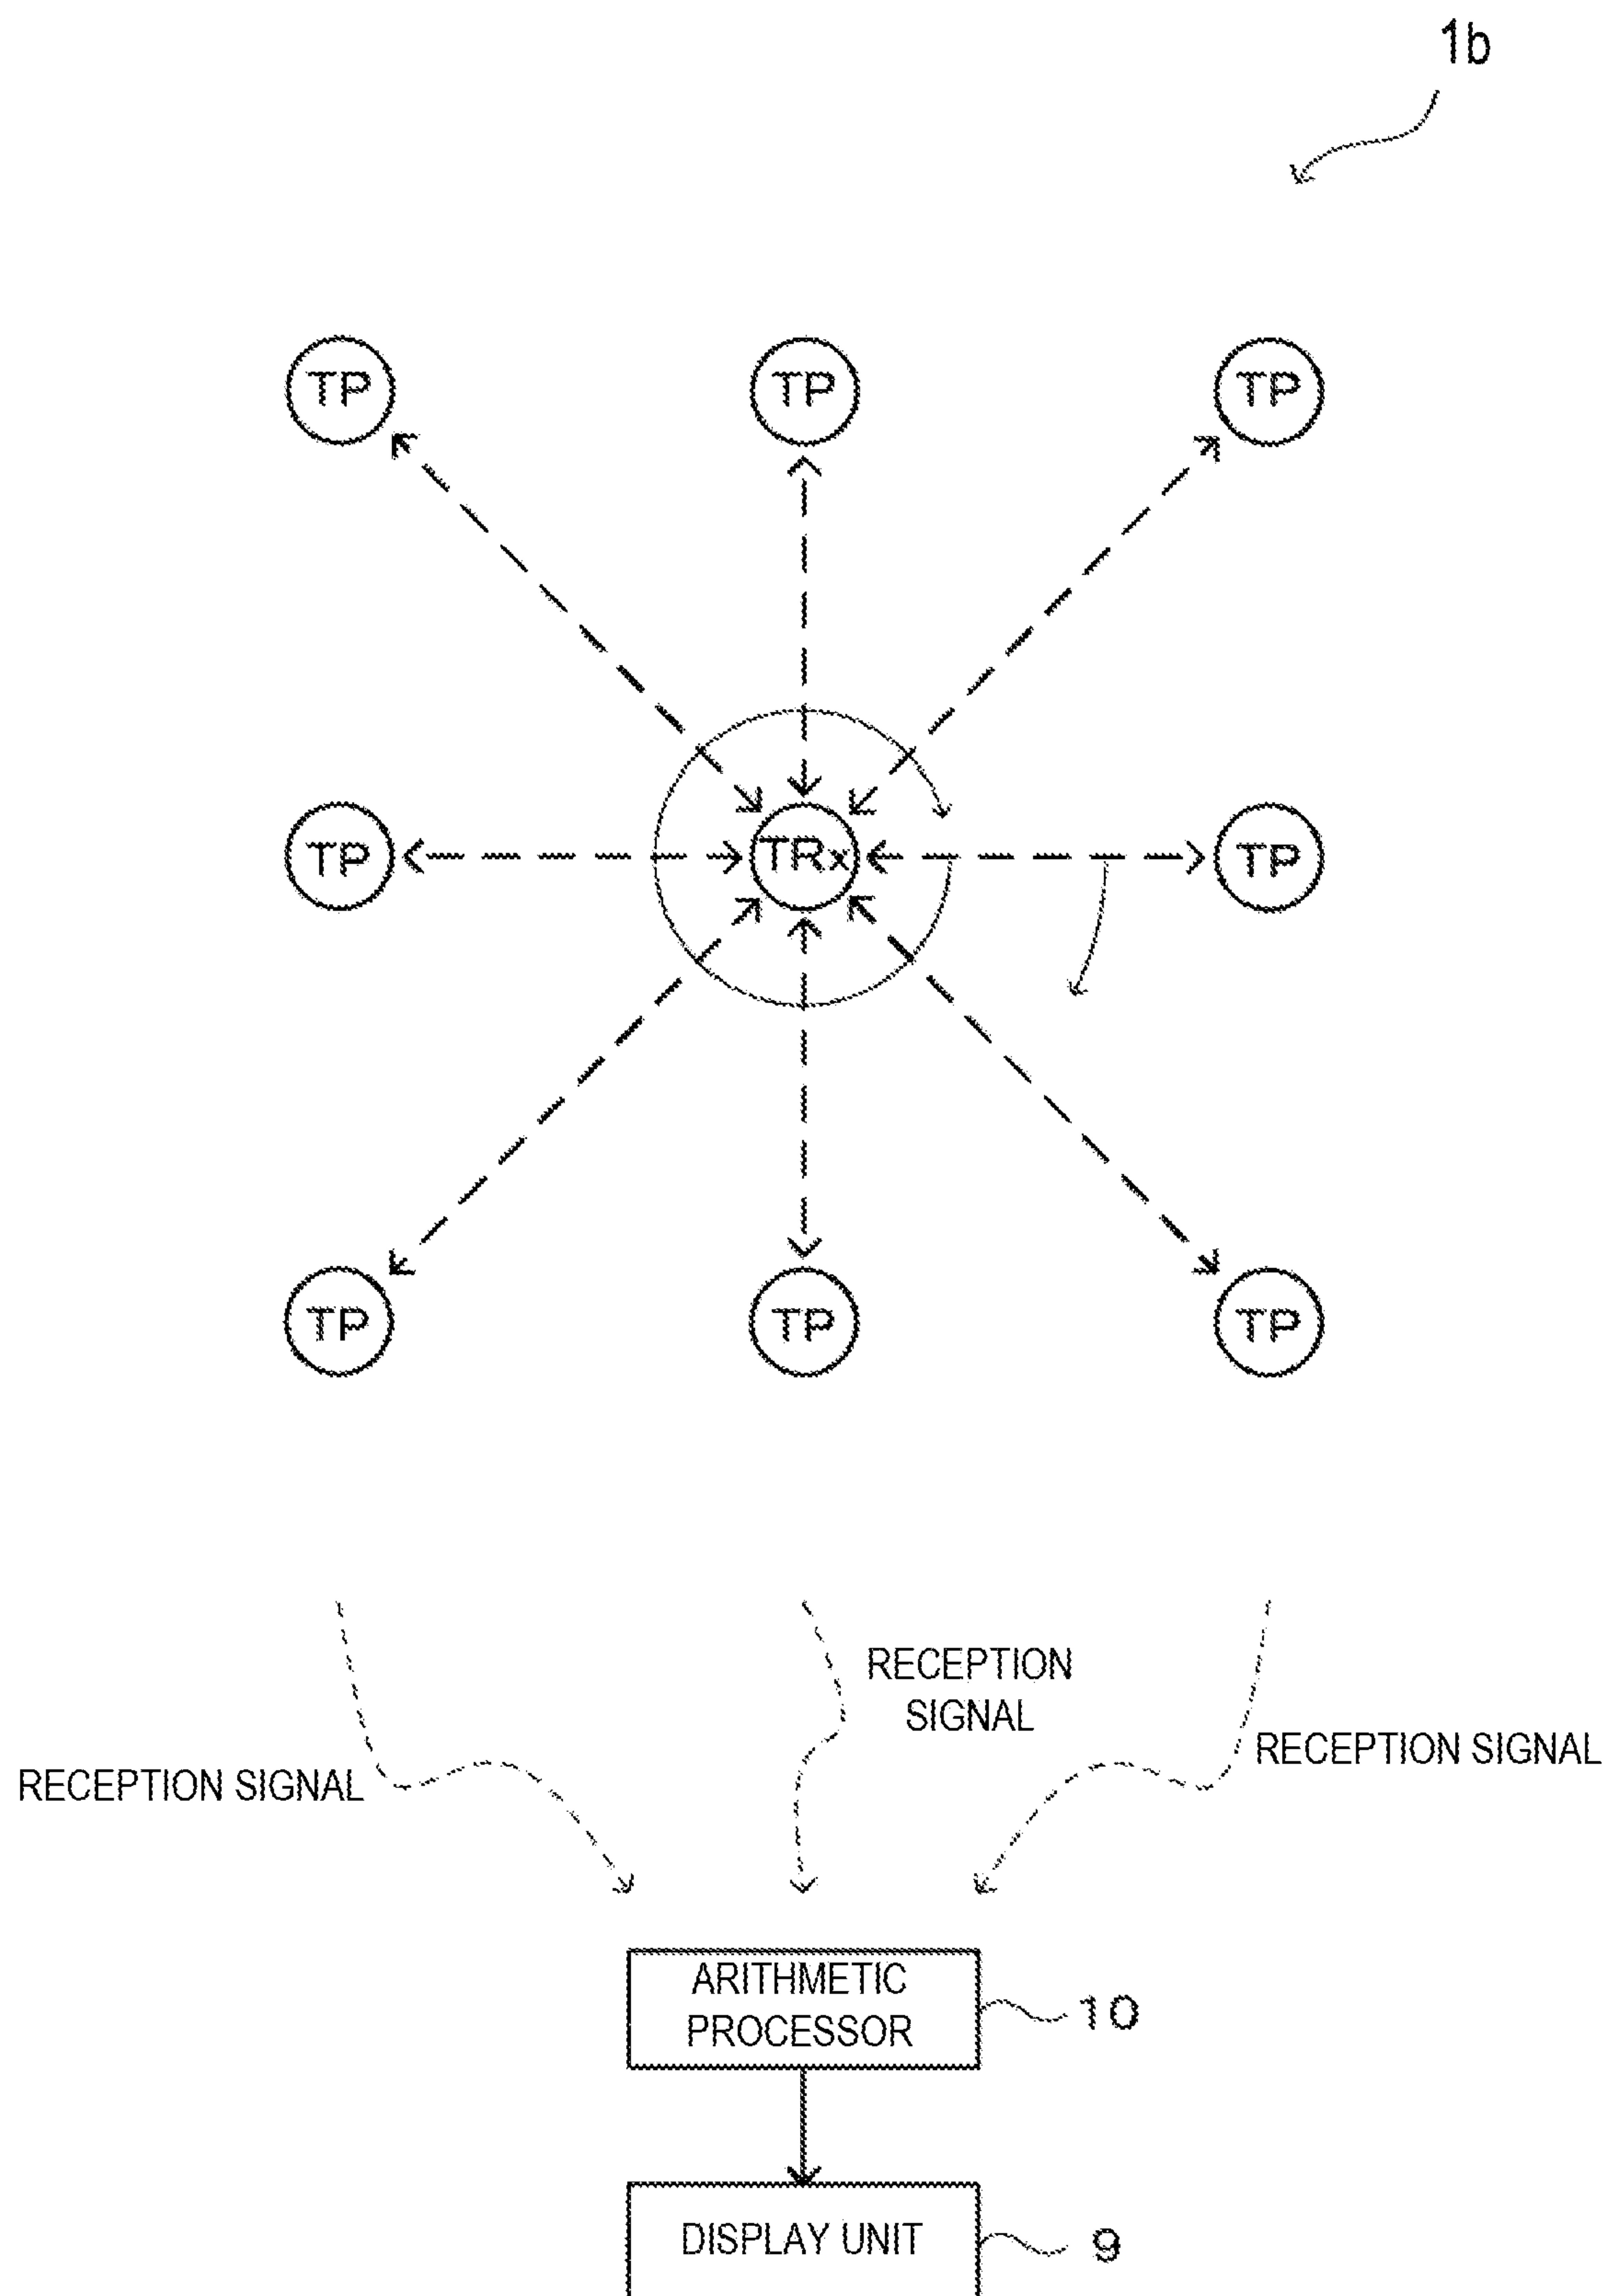 1b
TP
TP
TP
TP
TRx
TP
TP
TP
TP
RECEPTION
SIGNAL
RECEPTION SIGNAL
RECEPTION SIGNAL
ARITHMETIC
PROCESSOR
10
DISPLAY UNIT
9